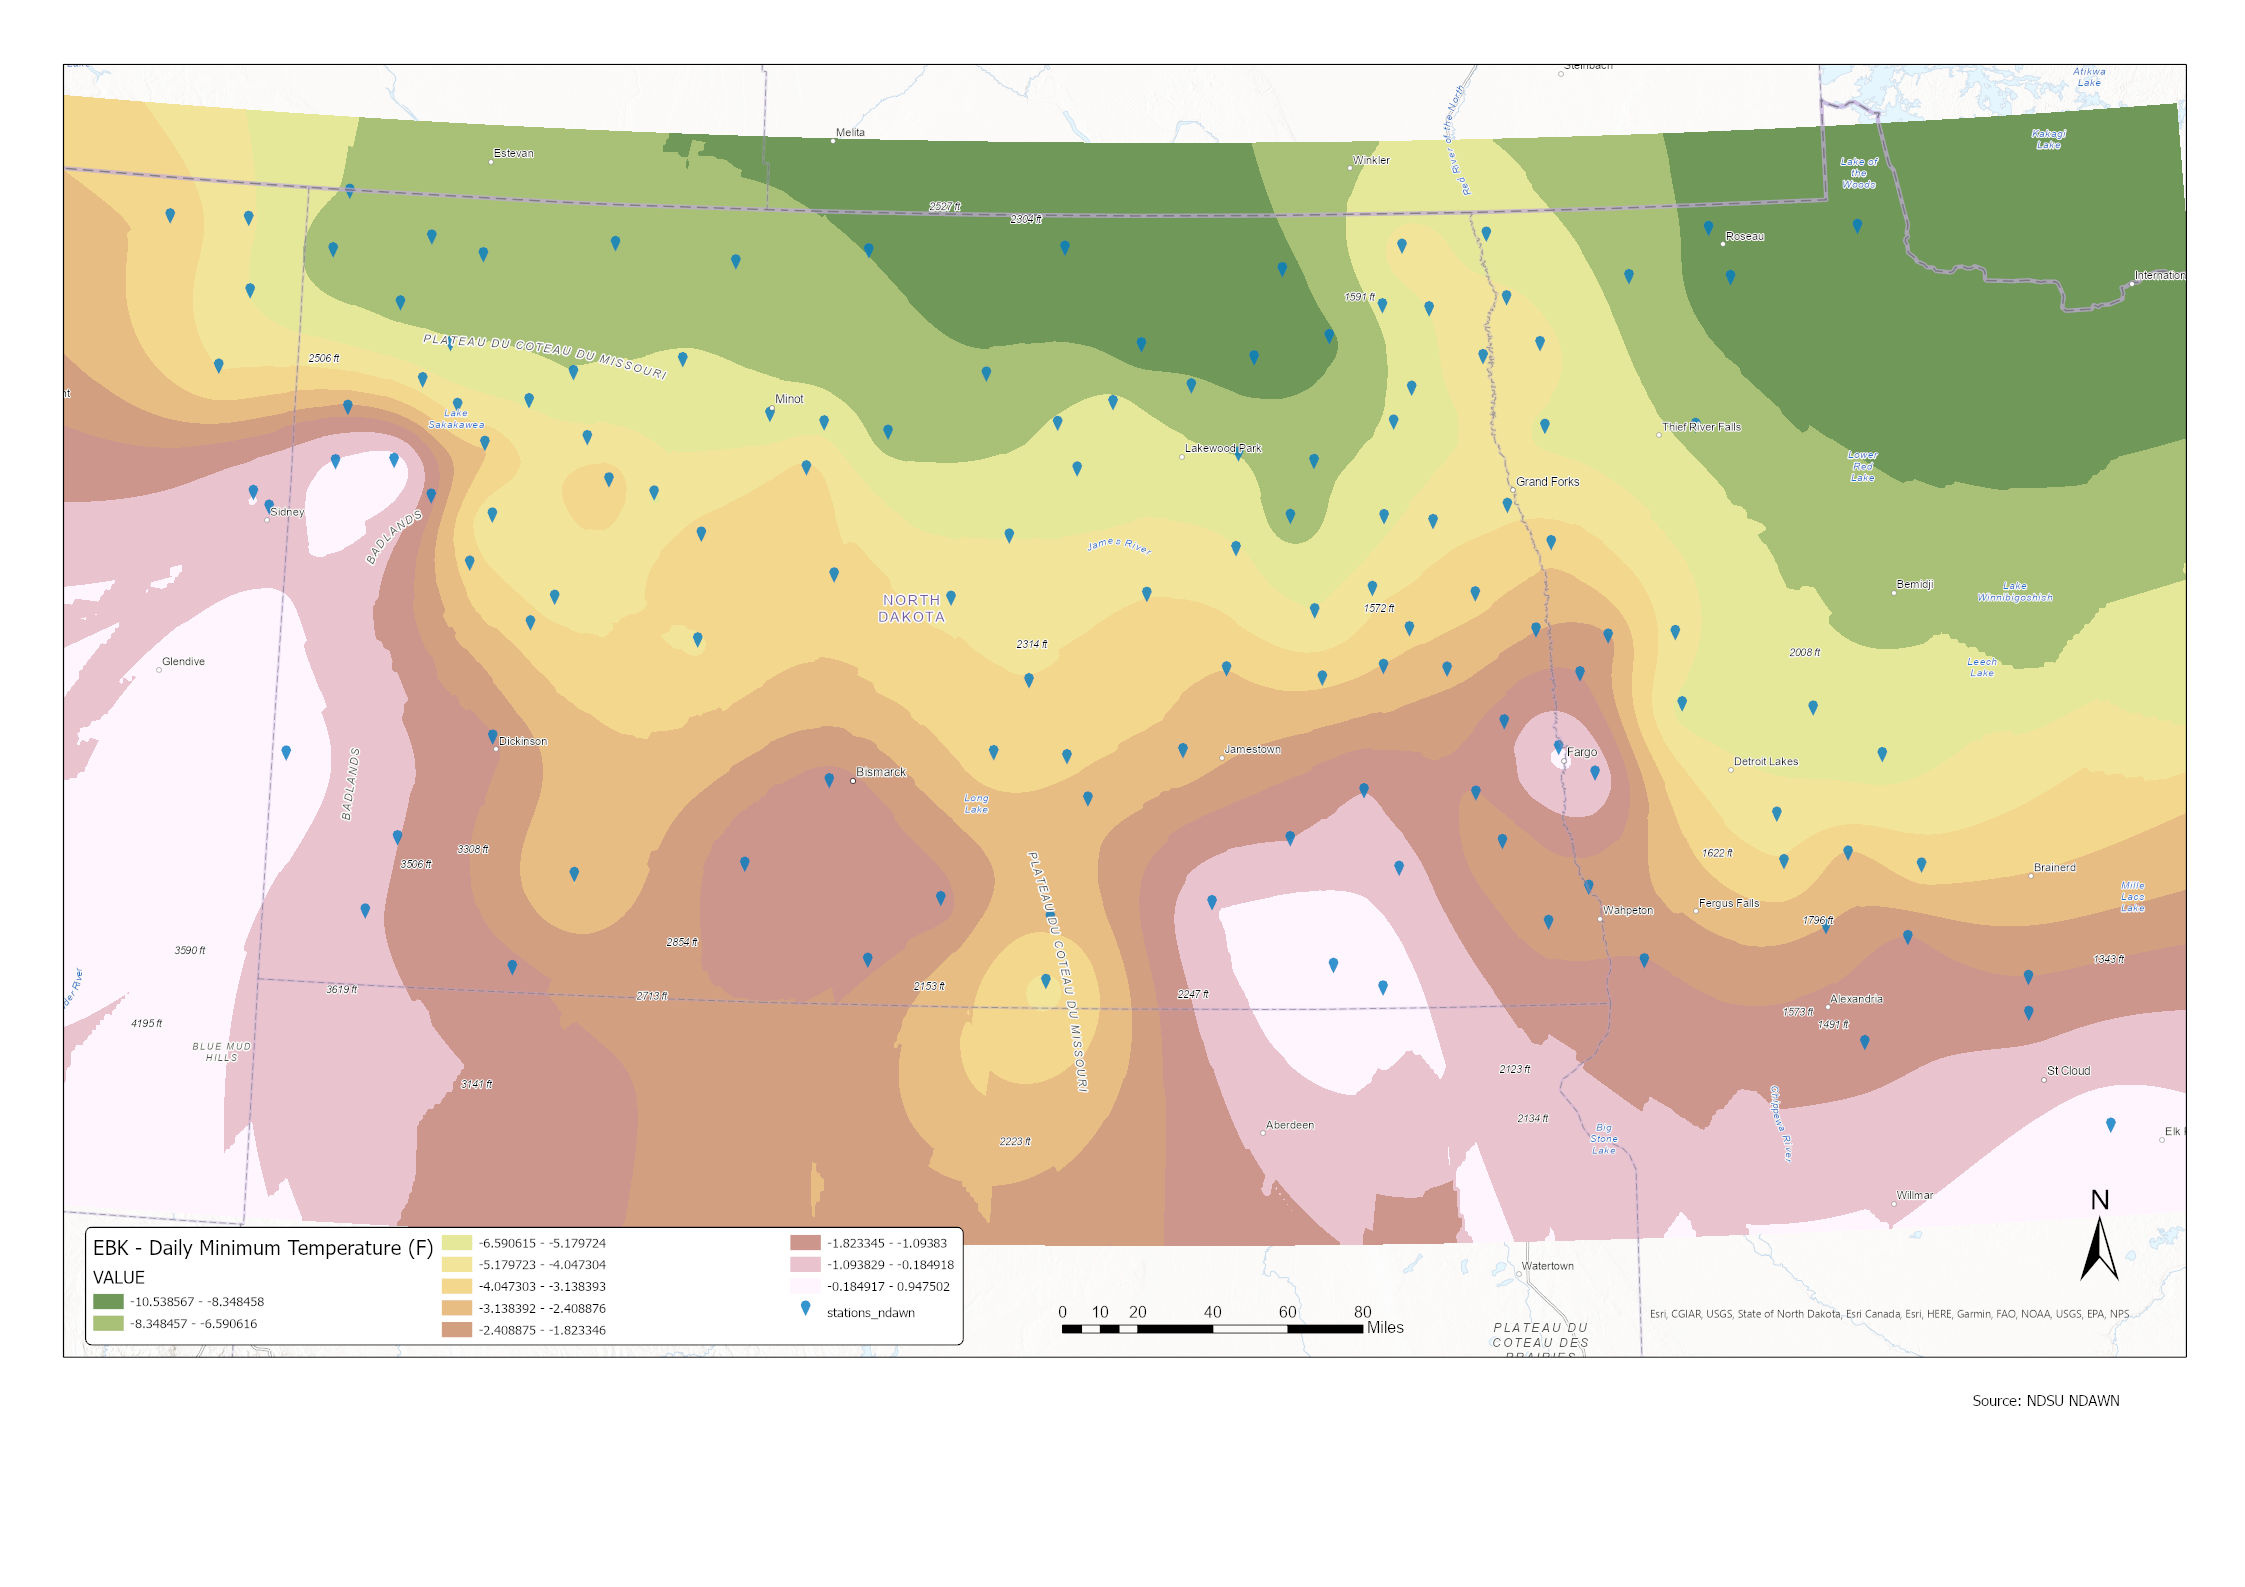 Atikwa
Lake
Steinbach
Melita
Kakagi
Lake
Estevan
Winkler
Lake of
the
Woods
Red River of the North
2527 ft
2304 ft
Roseau
Internation
1591 ft
PLATEAU DU COTEAU DU MISSOURI
2506 ft
nt
Minot
Lake
Sakakawea
Thief River Falls
Lakewood Park
Lower
Red
Lake
Grand Forks
Sidney
BADLANDS
James River
Bemidji
Lake
Winnibigoshish
NORTH
DAKOTA
1572 ft
2314 ft
2008 ft
Glendive
Leech
Lake
Dickinson
Jamestown
Fargo
Detroit Lakes
Bismarck
BADLANDS
Long
Lake
3308 ft
3506 ft
1622 ft
Brainerd
PLATEAU DU COTEAU DU MISSOURI
Mille
Lacs
Lake
Fergus Falls
Wahpeton
1796 ft
2854 ft
3590 ft
1343 ft
der River
3619 ft
2713 ft
2153 ft
2247 ft
Alexandria
1573 ft
1491 ft
4195 ft
BLUE MUD
HILLS
3141 ft
2123 ft
St Cloud
2134 ft
Chippewa River
Aberdeen
Big
Stone
Lake
2223 ft
Elk
Willmar
N
EBK - Daily Minimum Temperature (F)
VALUE
-10.538567 - -8.348458
-8.348457 - -6.590616
-6.590615 - -5.179724
-5.179723 - -4.047304
-4.047303 - -3.138393
-3.138392 - -2.408876
-2.408875 - -1.823346
-1.823345 - -1.09383
-1.093829 - -0.184918
-0.184917 - 0.947502
stations_ndawn
Watertown
0 10 20 40 60 80
Miles
PLATEAU DU
COTEAU DES
PRAIRIES
Esri, CGIAR, USGS, State of North Dakota, Esri Canada, Esri, HERE, Garmin, FAO, NOAA, USGS, EPA, NPS
Source: NDSU NDAWN